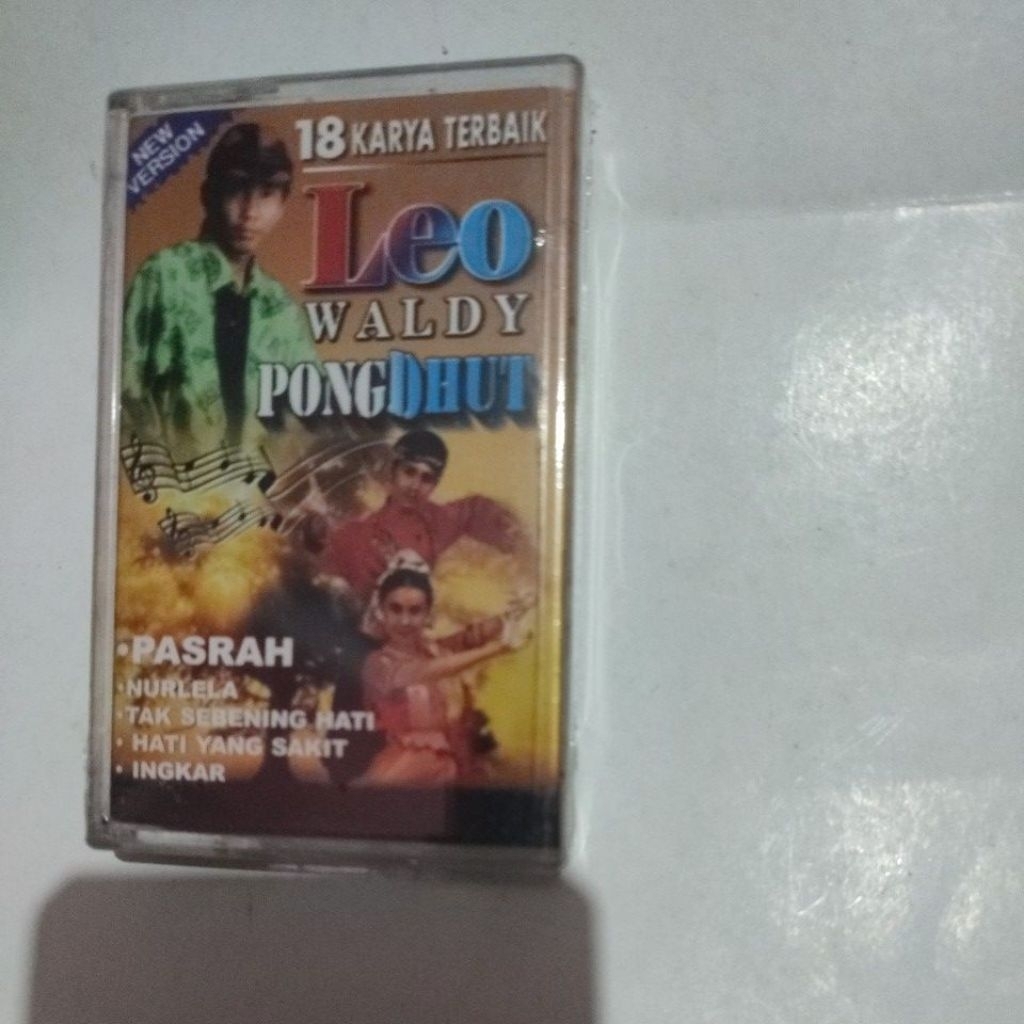 NEW
VERSION
18 KARYA TERBAIK
Leo
WALDY
PONGDHUT
• PASRAH
• NURLELA
• TAK SEBENING HATI
• HATI YANG SAKIT
• INGKAR